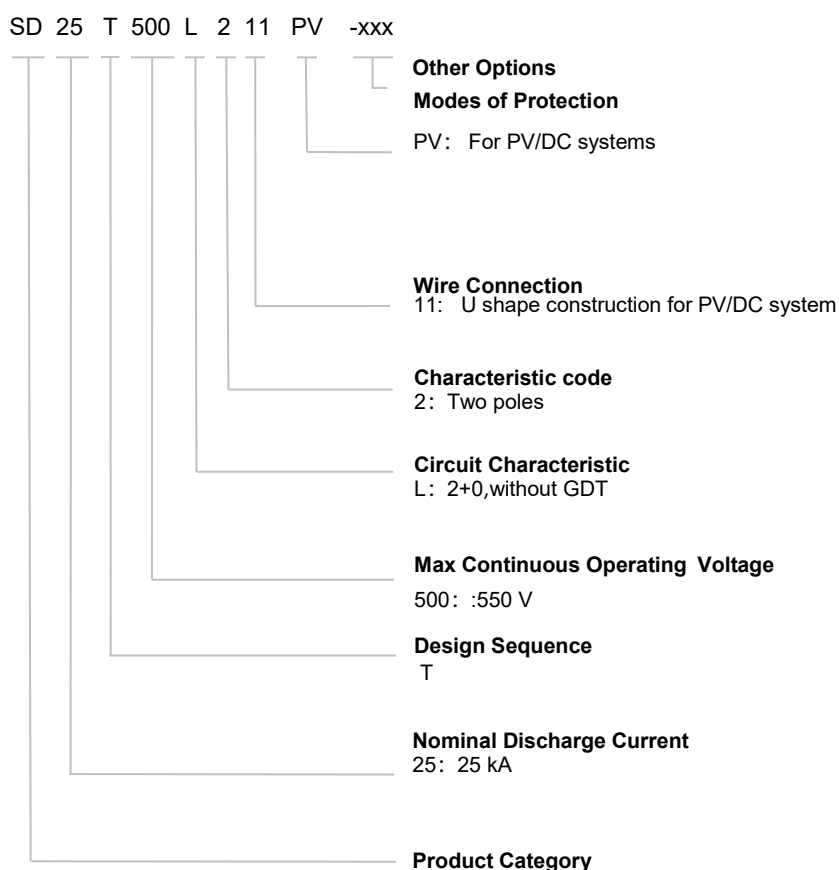 SD 25 T 500 L 2 11 PV -xxx
Other Options
Modes of Protection
PV: For PV/DC systems
Wire Connection
11: U shape construction for PV/DC system
Characteristic code
2: Two poles
Circuit Characteristic
L: 2+0,without GDT
Max Continuous Operating Voltage
500: :550 V
Design Sequence
T
Nominal Discharge Current
25: 25 kA
Product Category